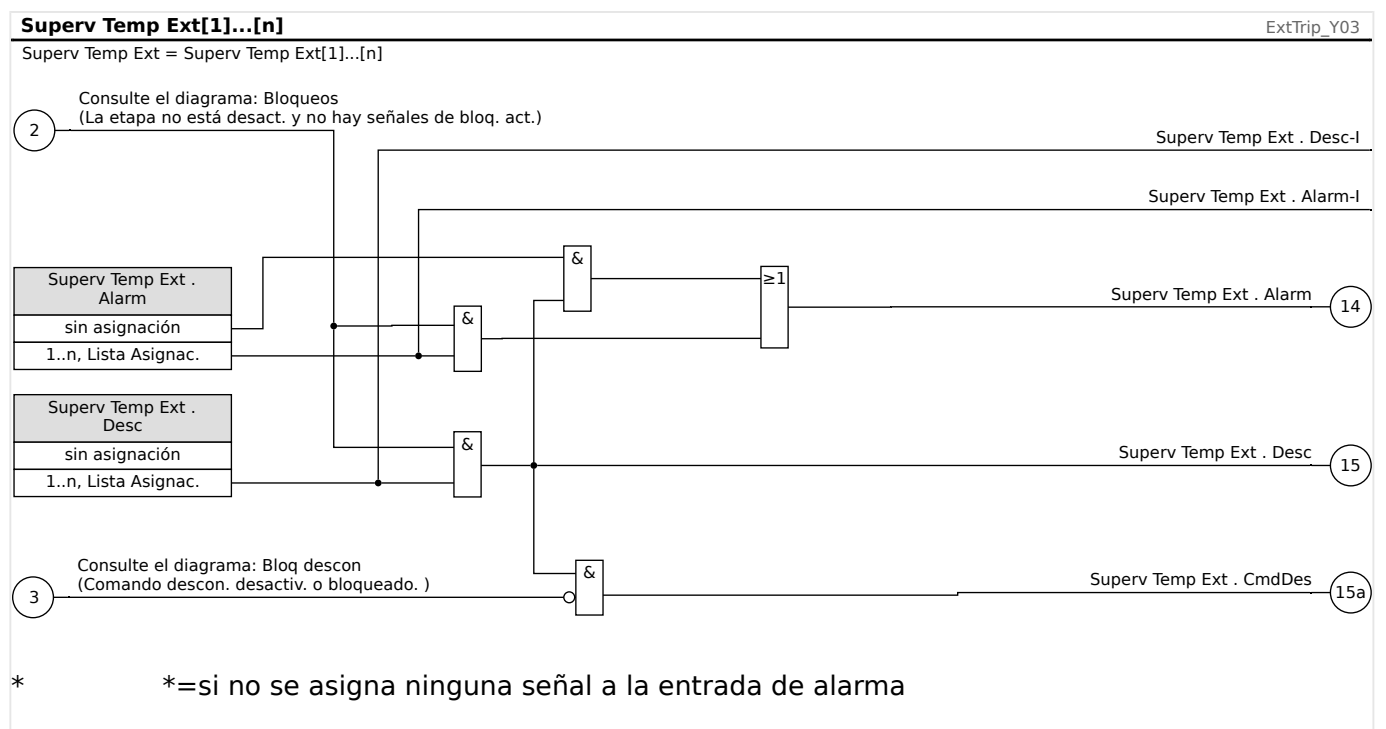 Superv Temp Ext[1]...[n]
ExtTrip_Y03
Superv Temp Ext = Superv Temp Ext[1]...[n]
Consulte el diagrama: Bloqueos
(La etapa no está desact. y no hay señales de bloq. act.)
2
Superv Temp Ext . Desc-I
Superv Temp Ext . Alarm-I
&
Superv Temp Ext .
Alarm
≥1
Superv Temp Ext . Alarm
14
sin asignación
&
1..n, Lista Asignac.
Superv Temp Ext .
Desc
sin asignación
&
1..n, Lista Asignac.
Superv Temp Ext . Desc
15
Consulte el diagrama: Bloq descon
(Comando descon. desactiv. o bloqueado. )
3
&
Superv Temp Ext . CmdDes
15a
* *=si no se asigna ninguna señal a la entrada de alarma